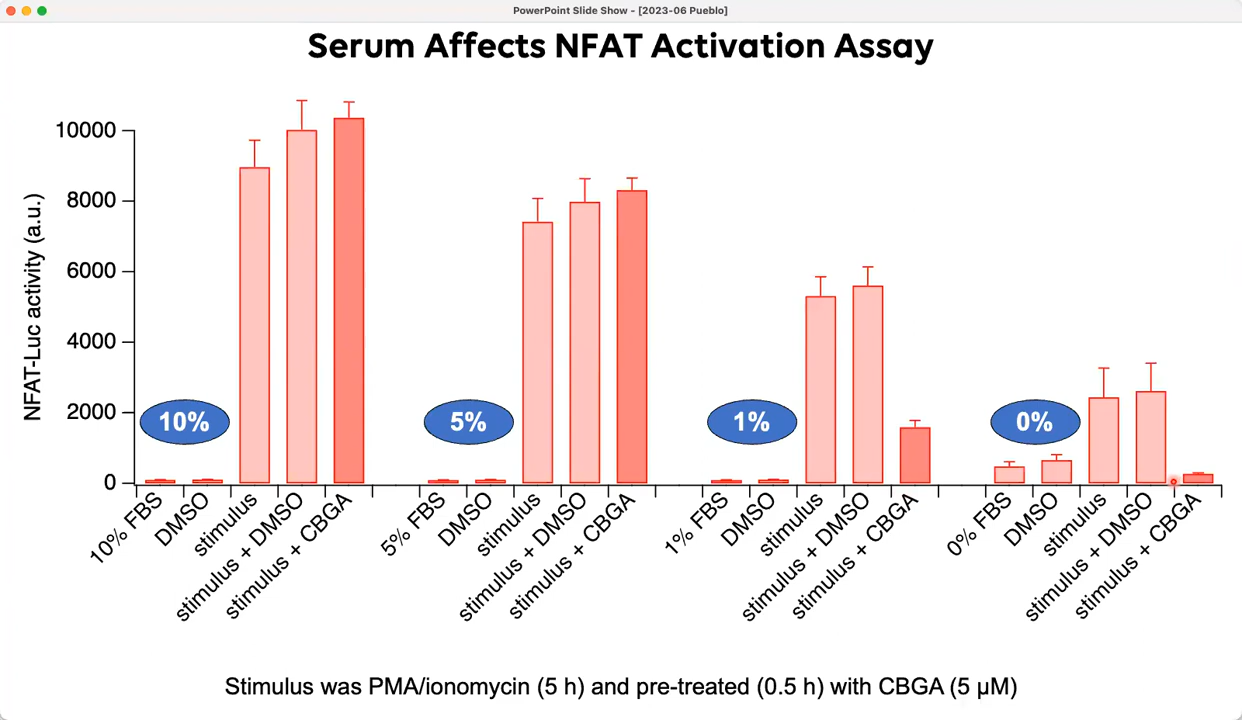 PowerPoint Slide Show - [2023-06 Pueblo]
Serum Affects NFAT Activation Assay
NFAT-Luc activity (a.u.)
10000
8000
6000
4000
2000
0
10%
5%
1%
0%
10% FBS
DMSO
stimulus
stimulus + DMSO
stimulus + CBGA
5% FBS
DMSO
stimulus
stimulus + DMSO
stimulus + CBGA
1% FBS
DMSO
stimulus
stimulus + DMSO
stimulus + CBGA
0% FBS
DMSO
stimulus
stimulus + DMSO
stimulus + CBGA
Stimulus was PMA/ionomycin (5 h) and pre-treated (0.5 h) with CBGA (5 μM)